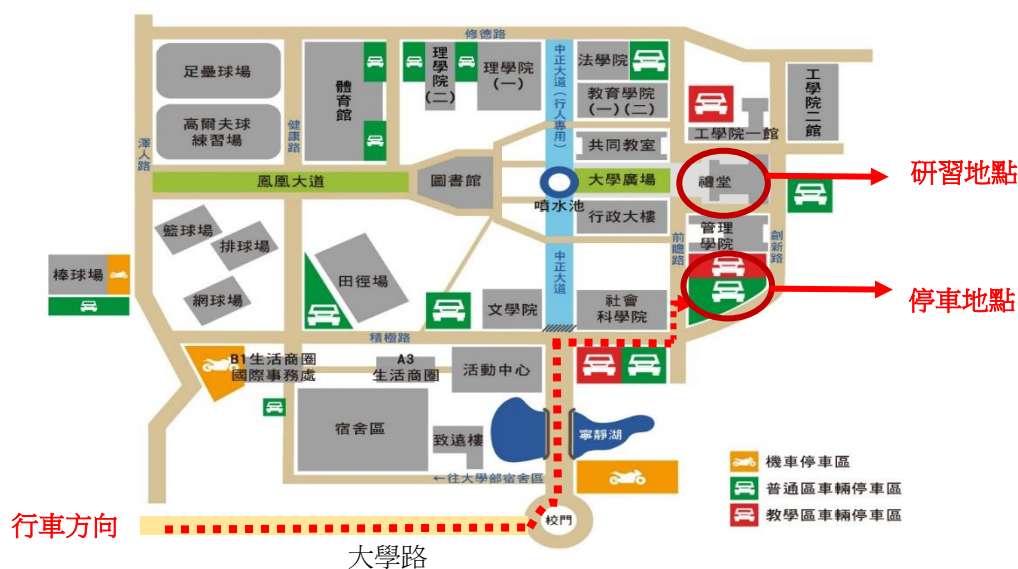 修德路
足壘球場
高爾夫球
練習場
澤人路
健康路
體育館
理學院(二)
理學院
(一)
中正大道(行人專用)
法學院
教育學院
(一)(二)
共同教室
工學院一館
工學院二館
鳳凰大道
圖書館
噴水池
大學廣場
禮堂
研習地點
行政大樓
管理
學院
前瞻路
創新路
籃球場
排球場
網球場
棒球場
田徑場
文學院
中正大道
社會
科學院
停車地點
積極路
B1生活商圈
國際事務處
A3
生活商圈
活動中心
宿舍區
致遠樓
寧靜湖
←往大學部宿舍區
校門
行車方向
大學路
機車停車區
普通區車輛停車區
教學區車輛停車區